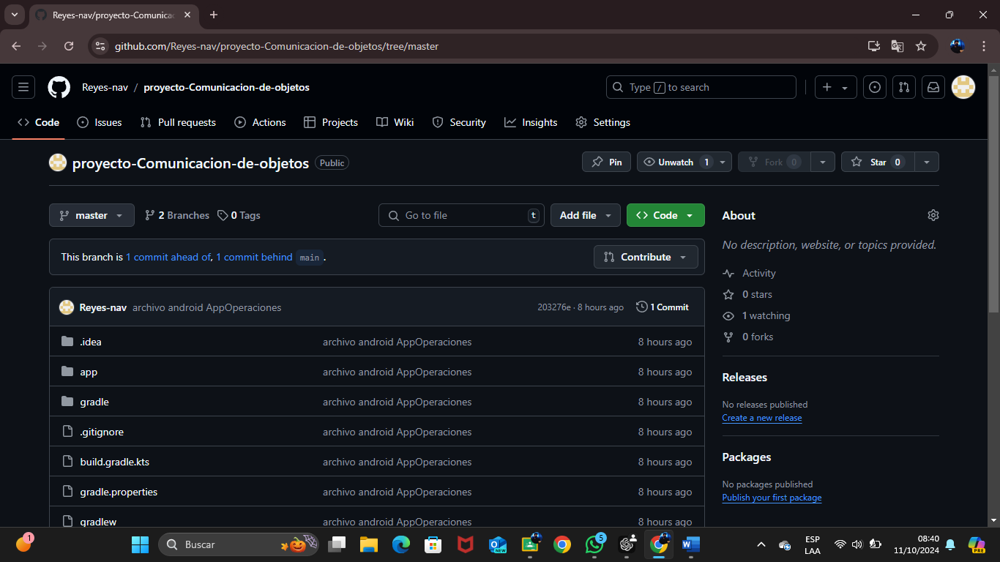 Reyes-nav/proyecto-Comunicac
github.com/Reyes-nav/proyecto-Comunicacion-de-objetos/tree/master
Reyes-nav / proyecto-Comunicacion-de-objetos
Type / to search
Code Issues Pull requests Actions Projects Wiki Security Insights Settings
proyecto-Comunicacion-de-objetos Public
Pin Unwatch 1 Fork 0 Star 0
master 2 Branches 0 Tags Go to file t Add file Code
About
This branch is 1 commit ahead of, 1 commit behind main .
Contribute
No description, website, or topics provided.
Activity
0 stars
1 watching
0 forks
Reyes-nav archivo android AppOperaciones 203276e · 8 hours ago 1 Commit
.idea archivo android AppOperaciones 8 hours ago
app archivo android AppOperaciones 8 hours ago
gradle archivo android AppOperaciones 8 hours ago
.gitignore archivo android AppOperaciones 8 hours ago
build.gradle.kts archivo android AppOperaciones 8 hours ago
gradle.properties archivo android AppOperaciones 8 hours ago
gradlew archivo android AppOperaciones 8 hours ago
Releases
No releases published
Create a new release
Packages
No packages published
Publish your first package
1
Buscar
NEW
5
W
ESP
LAA
08:40
11/10/2024
PRE